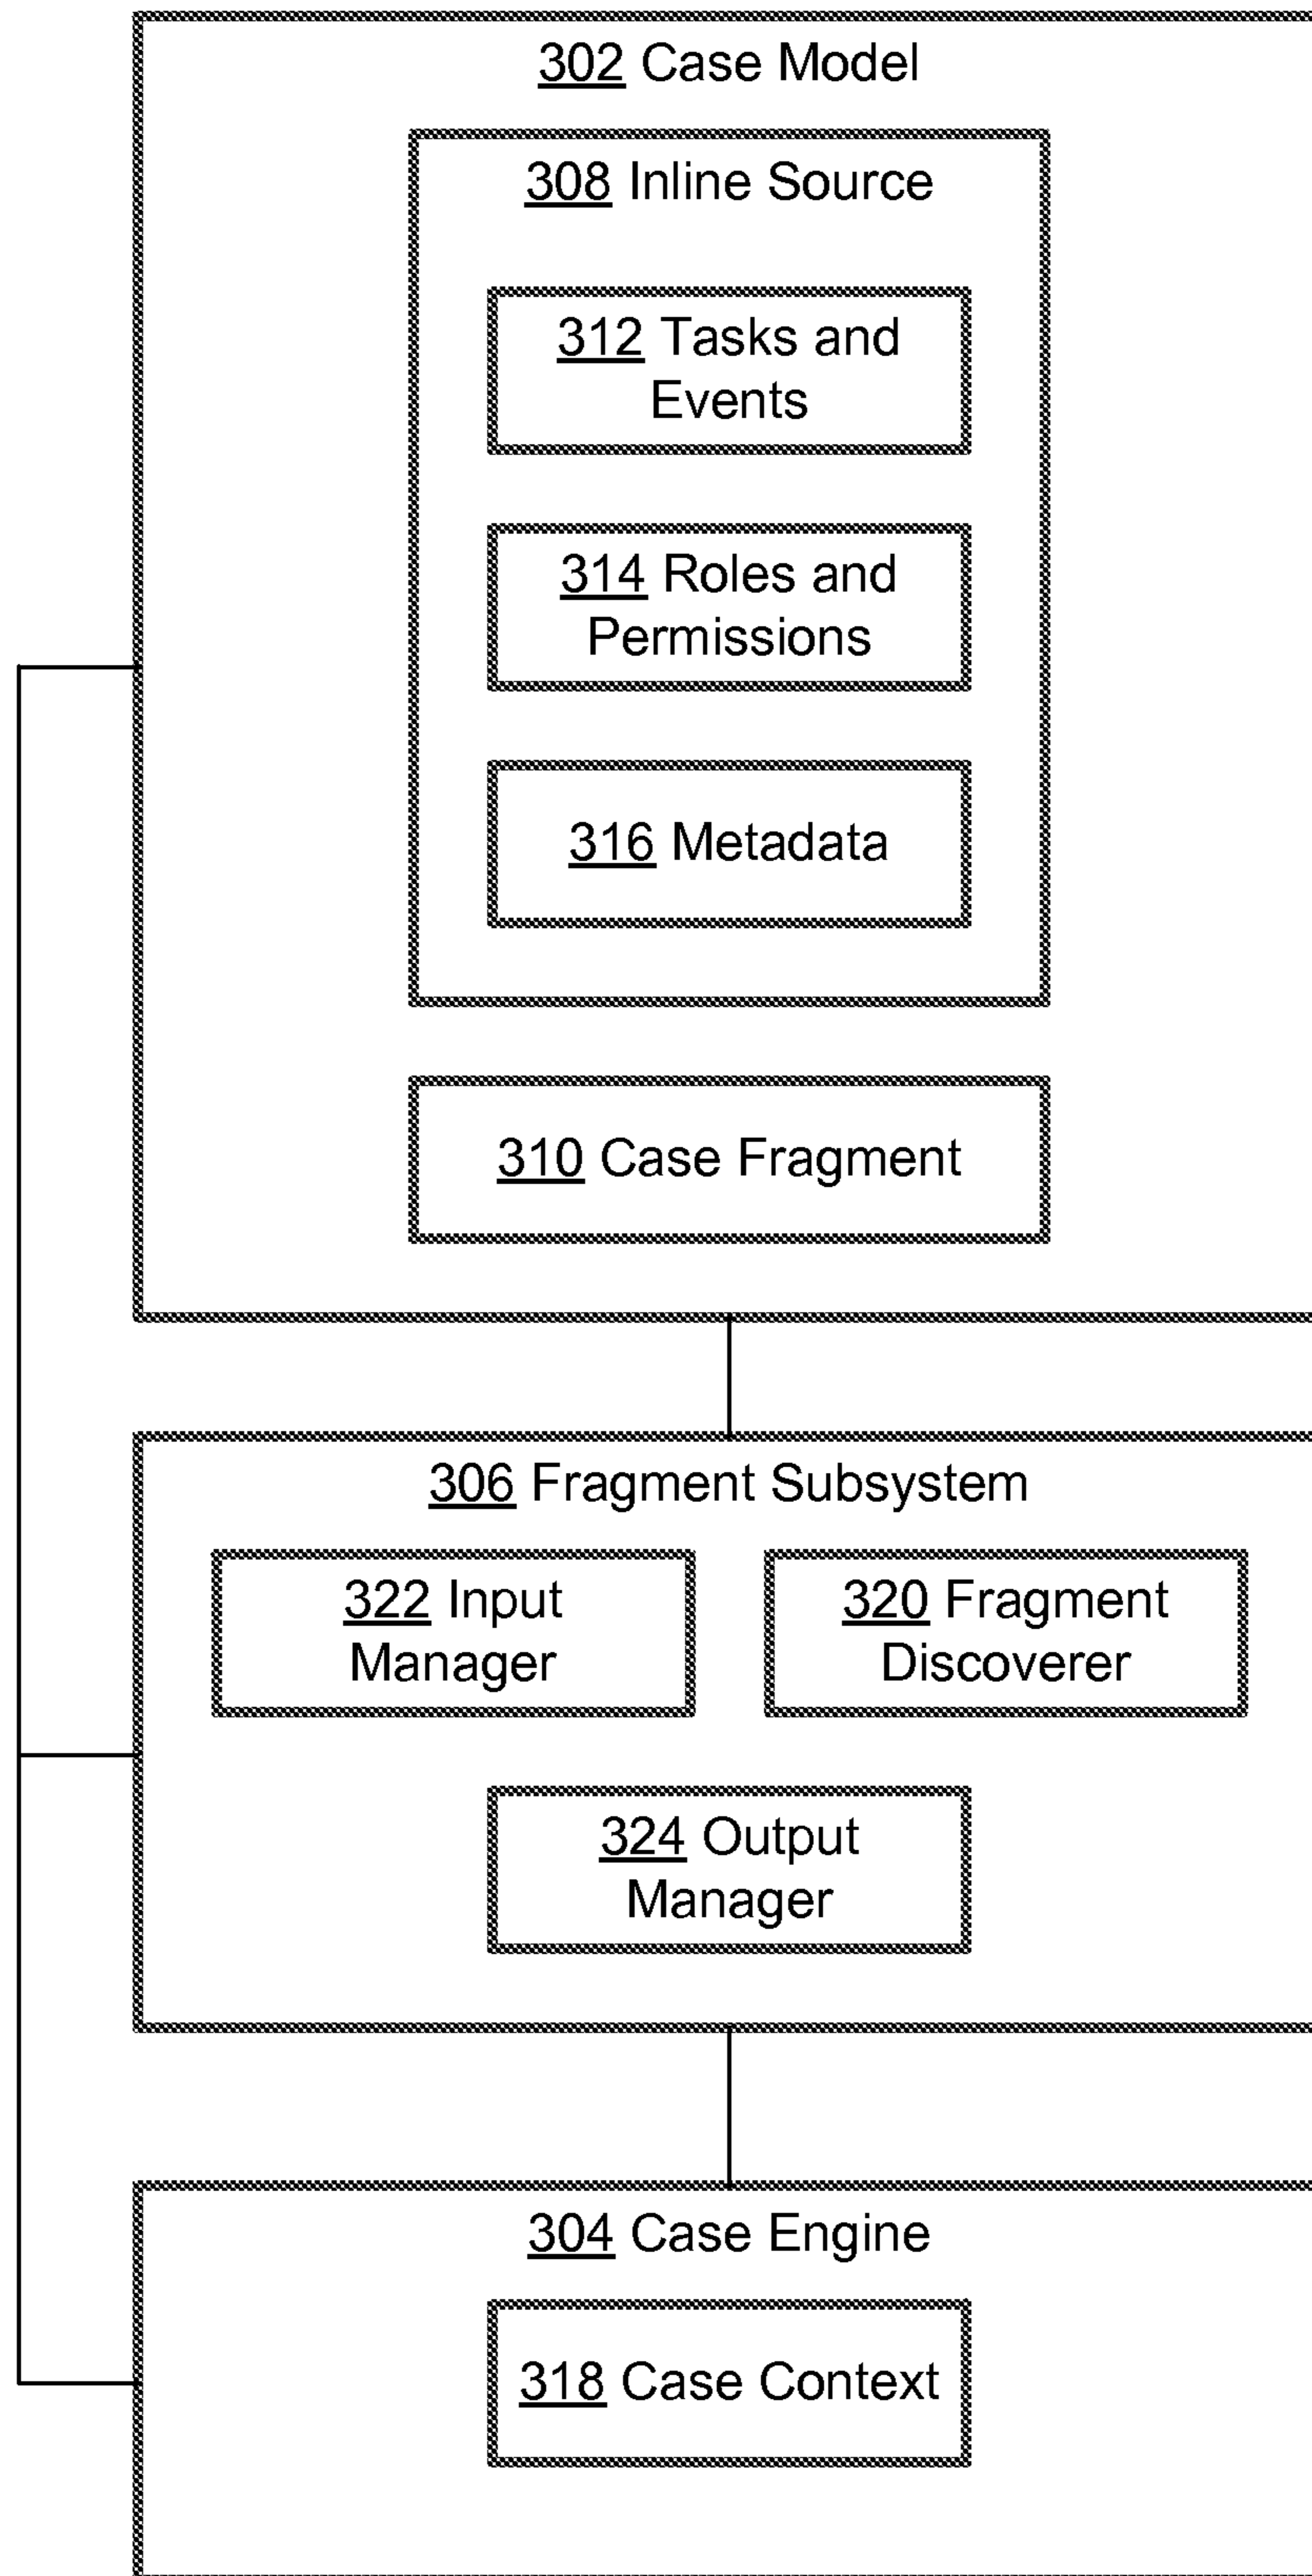 302 Case Model
308 Inline Source
312 Tasks and
Events
314 Roles and
Permissions
316 Metadata
310 Case Fragment
306 Fragment Subsystem
322 Input
Manager
320 Fragment
Discoverer
324 Output
Manager
304 Case Engine
318 Case Context